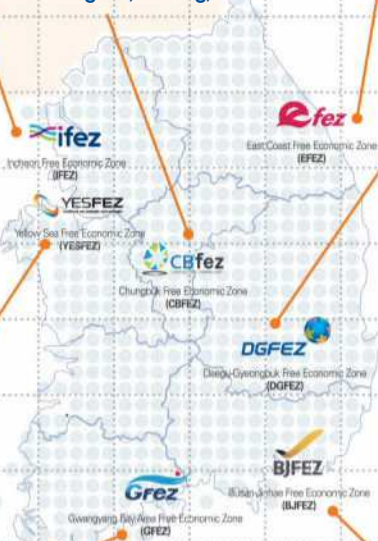 ifez
Incheon Free Economic Zone
(IFEZ)
efez
East Coast Free Economic Zone
(EFEZ)
YESFEZ
Yellow Sea Free Economic Zone
(YESFEZ)
CBfez
Chungbuk Free Economic Zone
(CBFEZ)
DGFEZ
Daegu-Gyeongbuk Free Economic Zone
(DGFEZ)
BJFEZ
Busan-Jinhae Free Economic Zone
(BJFEZ)
GFez
Gwangyang Bay Area Free Economic Zone
(GFEZ)